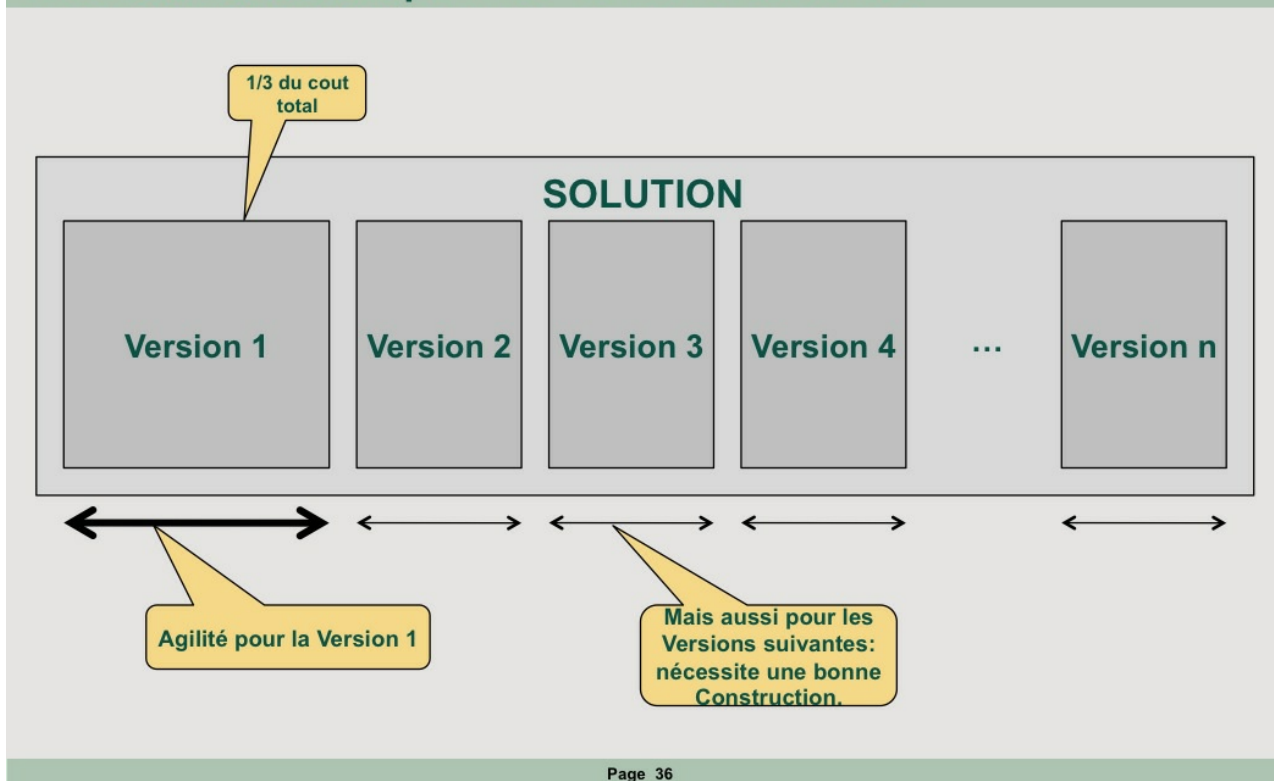 1/3 du cout
total
SOLUTION
Version 1
Version 2
Version 3
Version 4
...
Version n
Agilité pour la Version 1
Mais aussi pour les
Versions suivantes:
nécessite une bonne
Construction.
Page 36